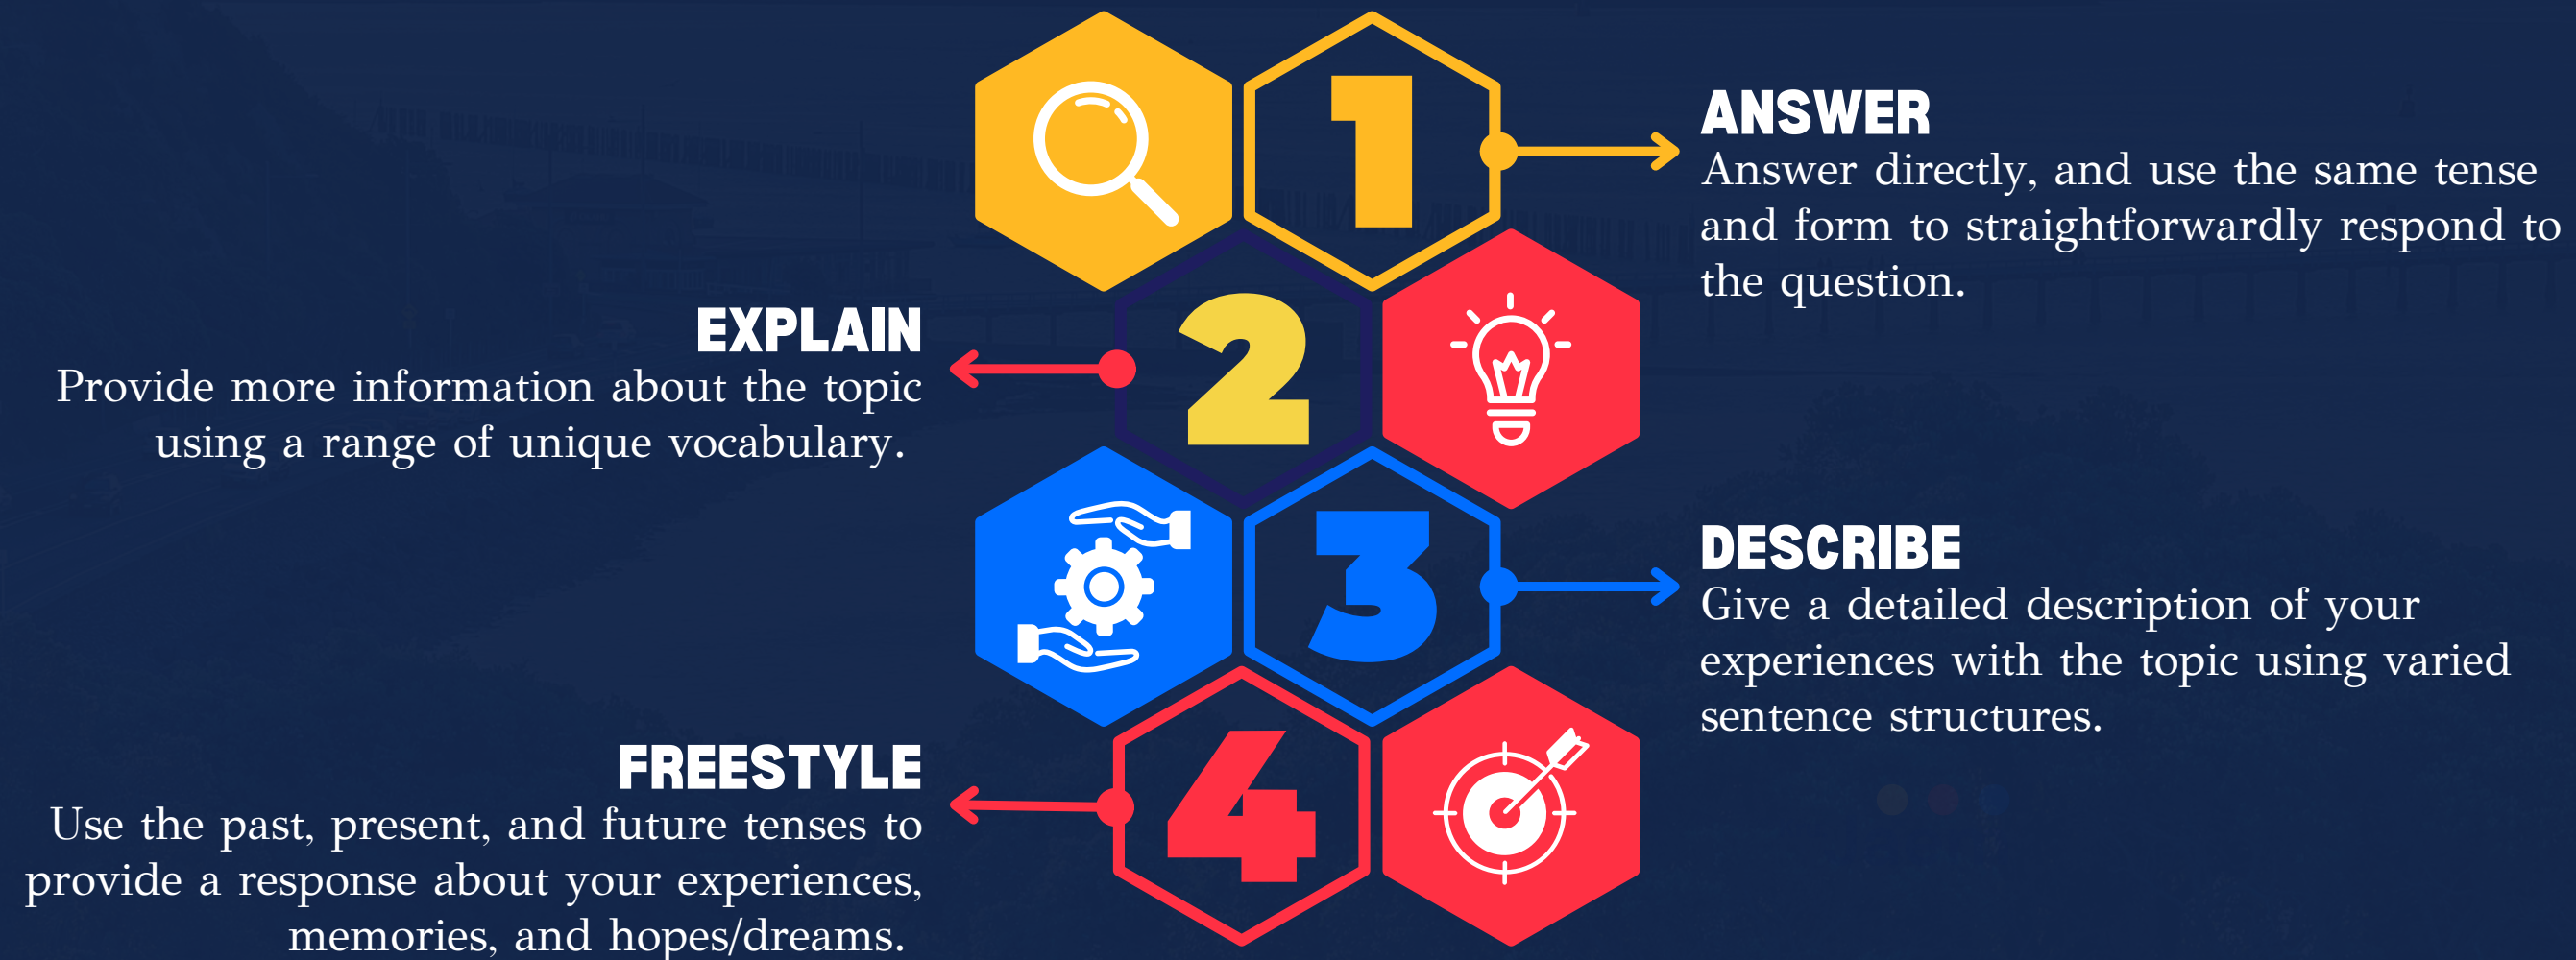 1
ANSWER
Answer directly, and use the same tense
and form to straightforwardly respond to
the question.
2
EXPLAIN
Provide more information about the topic
using a range of unique vocabulary.
3
DESCRIBE
Give a detailed description of your
experiences with the topic using varied
sentence structures.
4
FREESTYLE
Use the past, present, and future tenses to
provide a response about your experiences,
memories, and hopes/dreams.